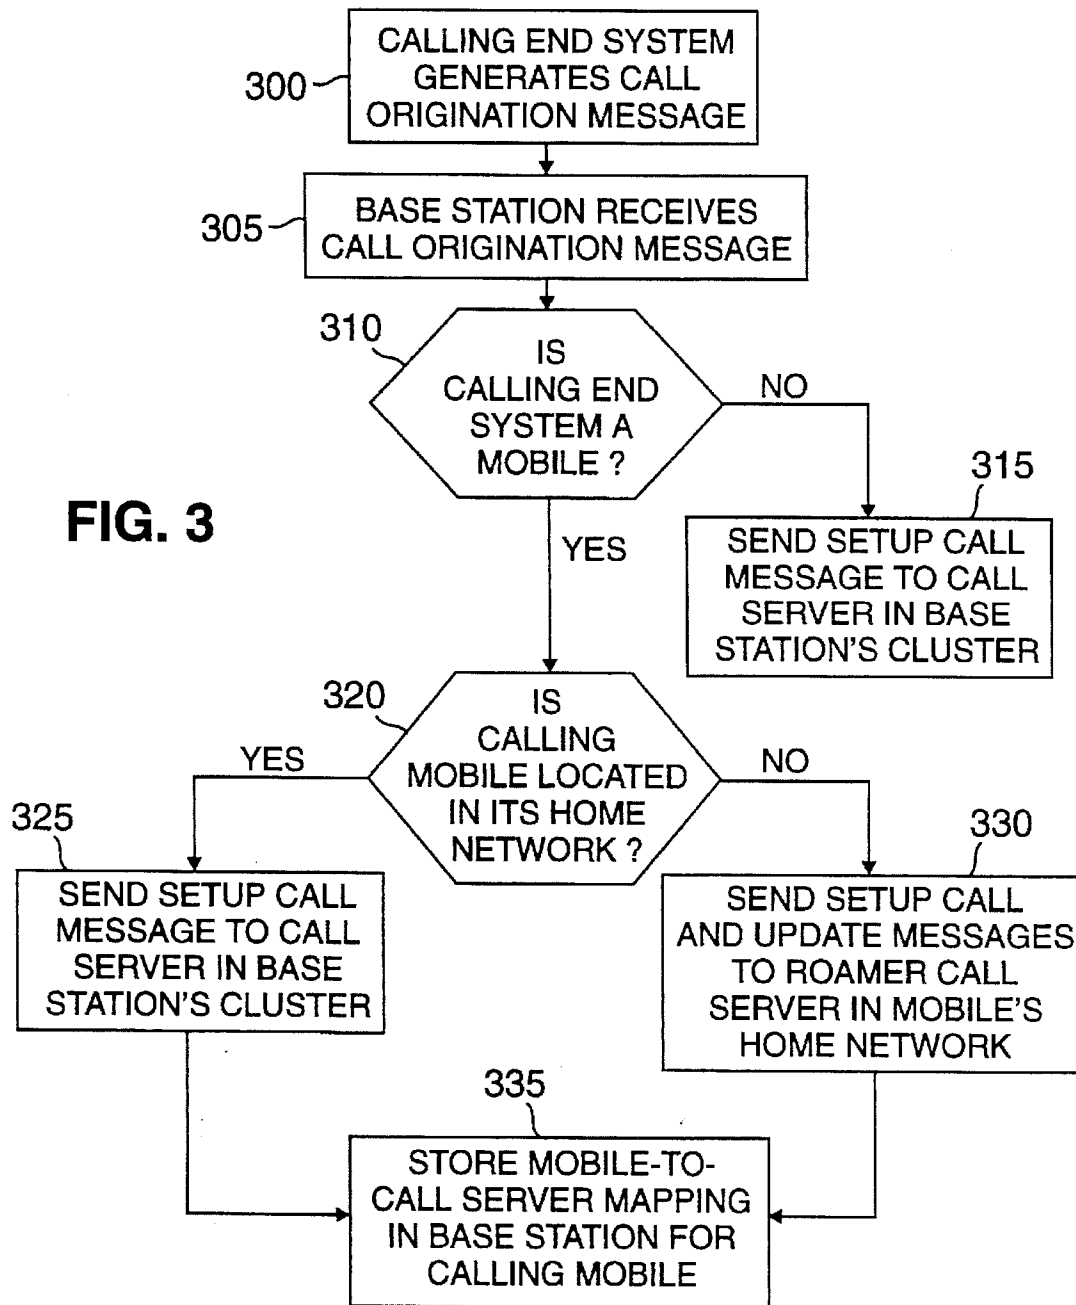 CALLING END SYSTEM
GENERATES CALL
ORIGINATION MESSAGE
300
BASE STATION RECEIVES
CALL ORIGINATION MESSAGE
305
310
IS
CALLING END
SYSTEM A
MOBILE ?
NO
315
FIG. 3
YES
SEND SETUP CALL
MESSAGE TO CALL
SERVER IN BASE
STATION'S CLUSTER
320
IS
CALLING
MOBILE LOCATED
IN ITS HOME
NETWORK ?
YES
NO
325
SEND SETUP CALL
MESSAGE TO CALL
SERVER IN BASE
STATION'S CLUSTER
330
SEND SETUP CALL
AND UPDATE MESSAGES
TO ROAMER CALL
SERVER IN MOBILE'S
HOME NETWORK
335
STORE MOBILE-TO-
CALL SERVER MAPPING
IN BASE STATION FOR
CALLING MOBILE